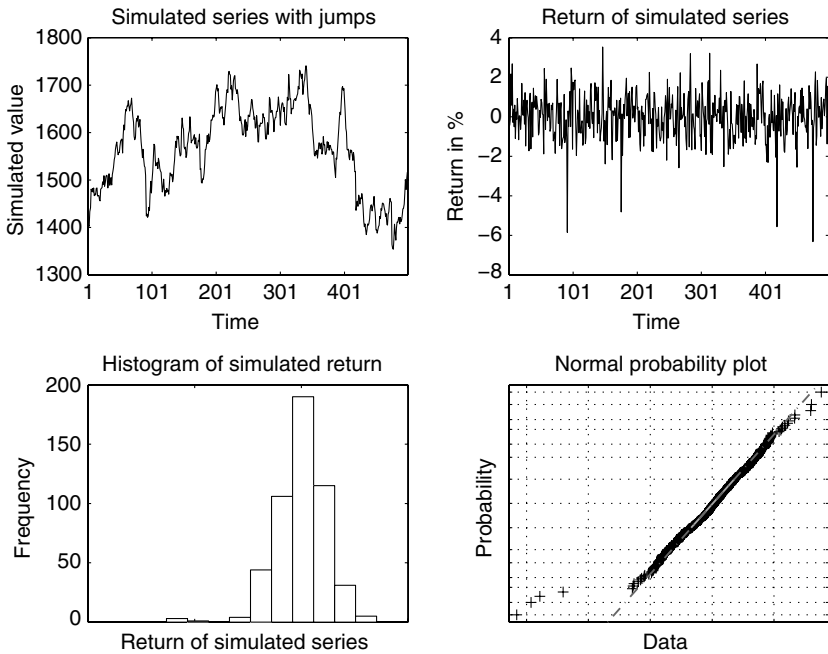 Simulated series with jumps
1800
1700
1600
1500
1400
1300
Simulated value
1 101 201 301 401
Time
Return of simulated series
4
2
0
−2
−4
−6
−8
Return in %
1 101 201 301 401
Time
Histogram of simulated return
200
150
100
50
0
Frequency
Return of simulated series
Normal probability plot
Probability
Data